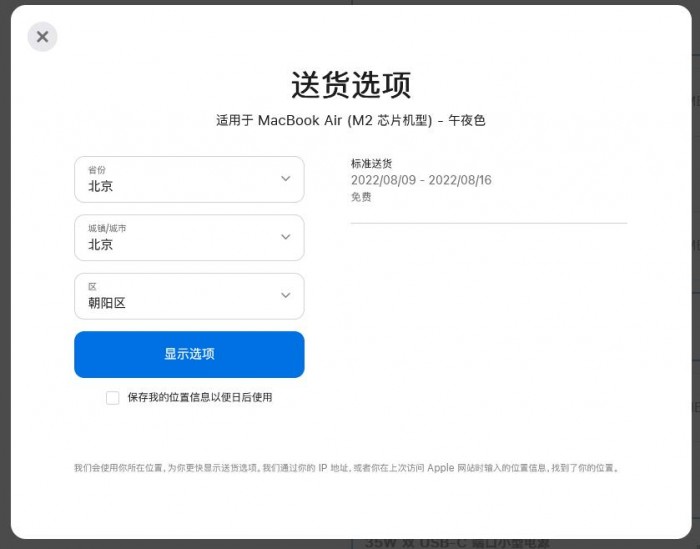 送货选项
适用于 MacBook Air (M2 芯片机型) - 午夜色
省份
北京
城镇/城市
北京
区
朝阳区
显示选项
保存我的位置信息以便日后使用
标准送货
2022/08/09 - 2022/08/16
免费
我们会使用你所在位置，为你更快显示送货选项。我们通过你的 IP 地址，或者你在上次访问 Apple 网站时输入的位置信息，找到了你的位置。
35W 双 USB-C 端口小型电源